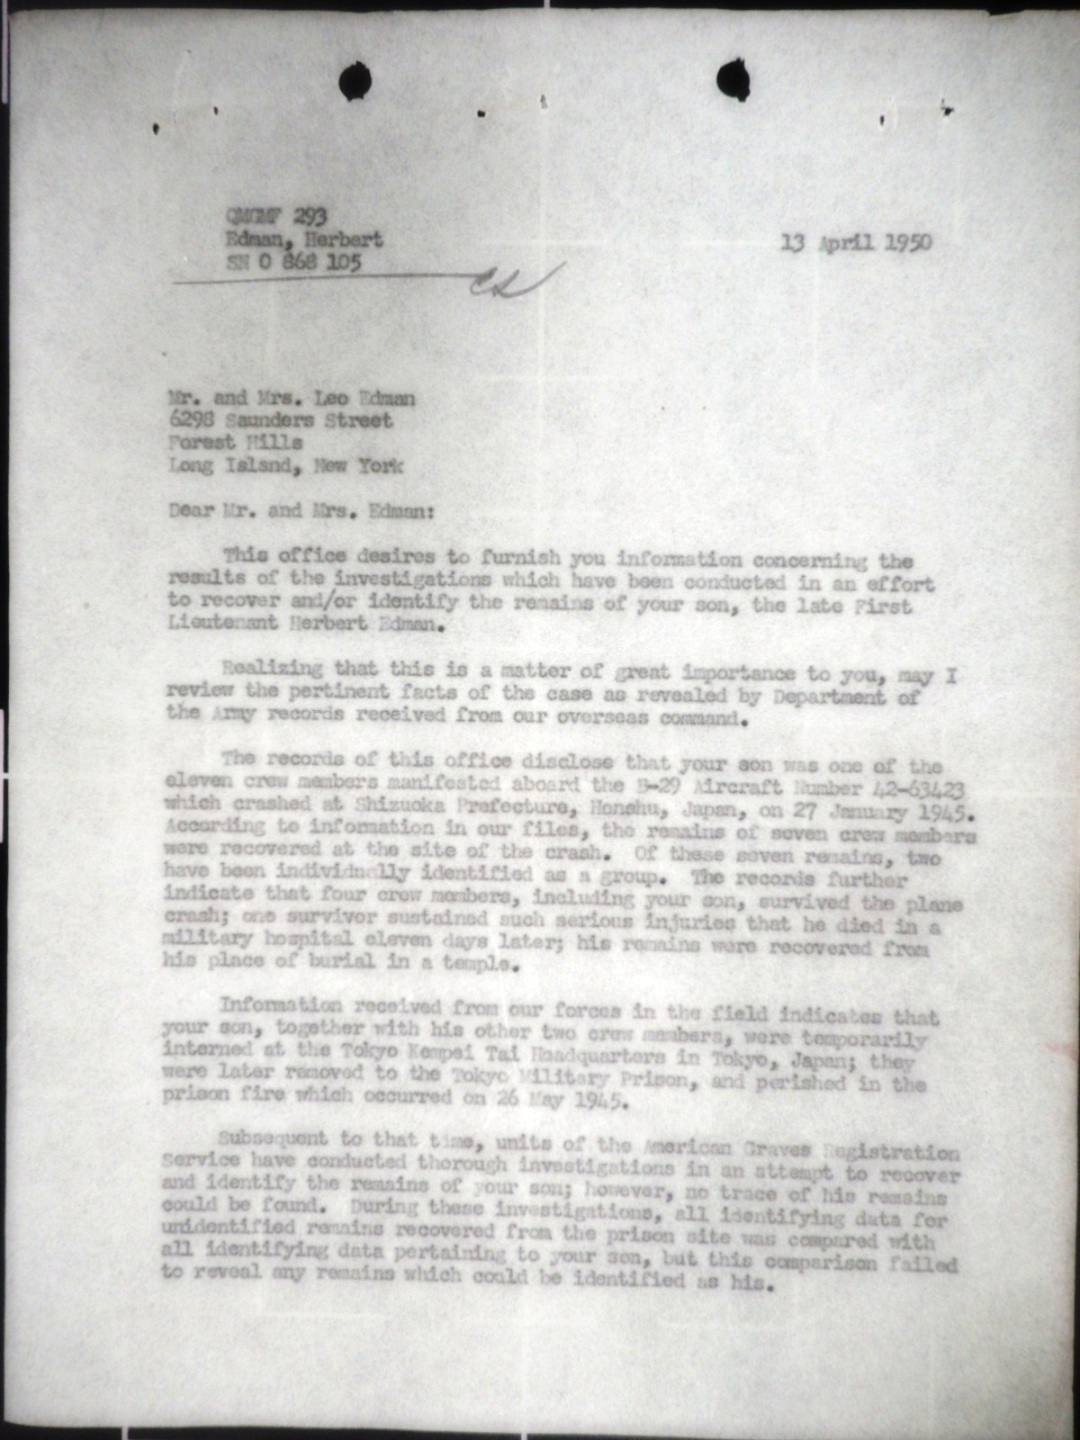 QMGMF 293
Edman, Herbert
SN O 868 105
13 April 1950
cs
Mr. and Mrs. Leo Edman
6298 Saunders Street
Forest Hills
Long Island, New York
Dear Mr. and Mrs. Edman:
This office desires to furnish you information concerning the
results of the investigations which have been conducted in an effort
to recover and/or identify the remains of your son, the late First
Lieutenant Herbert Edman.
Realizing that this is a matter of great importance to you, may I
review the pertinent facts of the case as revealed by Department of
the Army records received from our overseas command.
The records of this office disclose that your son was one of the
eleven crew members manifested aboard the B-29 Aircraft Number 42-63423
which crashed at Shizuoka Prefecture, Honshu, Japan, on 27 January 1945.
According to information in our files, the remains of seven crew members
were recovered at the site of the crash. Of these seven remains, two
have been individually identified as a group. The records further
indicate that four crew members, including your son, survived the plane
crash; one survivor sustained such serious injuries that he died in a
military hospital eleven days later; his remains were recovered from
his place of burial in a temple.
Information received from our forces in the field indicates that
your son, together with his other two crew members, were temporarily
interned at the Tokyo Kempei Tai Headquarters in Tokyo, Japan; they
were later removed to the Tokyo Military Prison, and perished in the
prison fire which occurred on 26 May 1945.
Subsequent to that time, units of the American Graves Registration
Service have conducted thorough investigations in an attempt to recover
and identify the remains of your son; however, no trace of his remains
could be found. During these investigations, all identifying data for
unidentified remains recovered from the prison site was compared with
all identifying data pertaining to your son, but this comparison failed
to reveal any remains which could be identified as his.